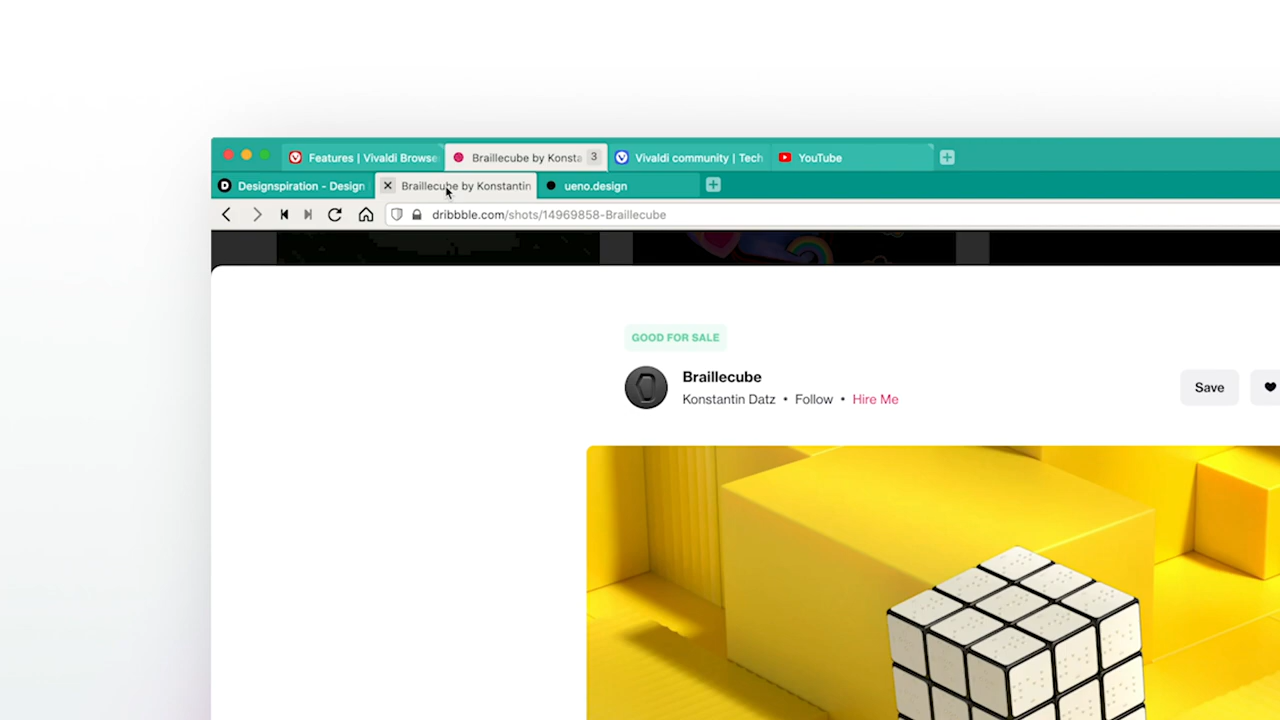 Features | Vivaldi Browse
Braillecube by Konsta 3
Vivaldi community | Tech
YouTube
Designspiration - Design
Braillecube by Konstantin
ueno.design
dribbble.com/shots/14969858-Braillecube
GOOD FOR SALE
Braillecube
Konstantin Datz • Follow • Hire Me
Save